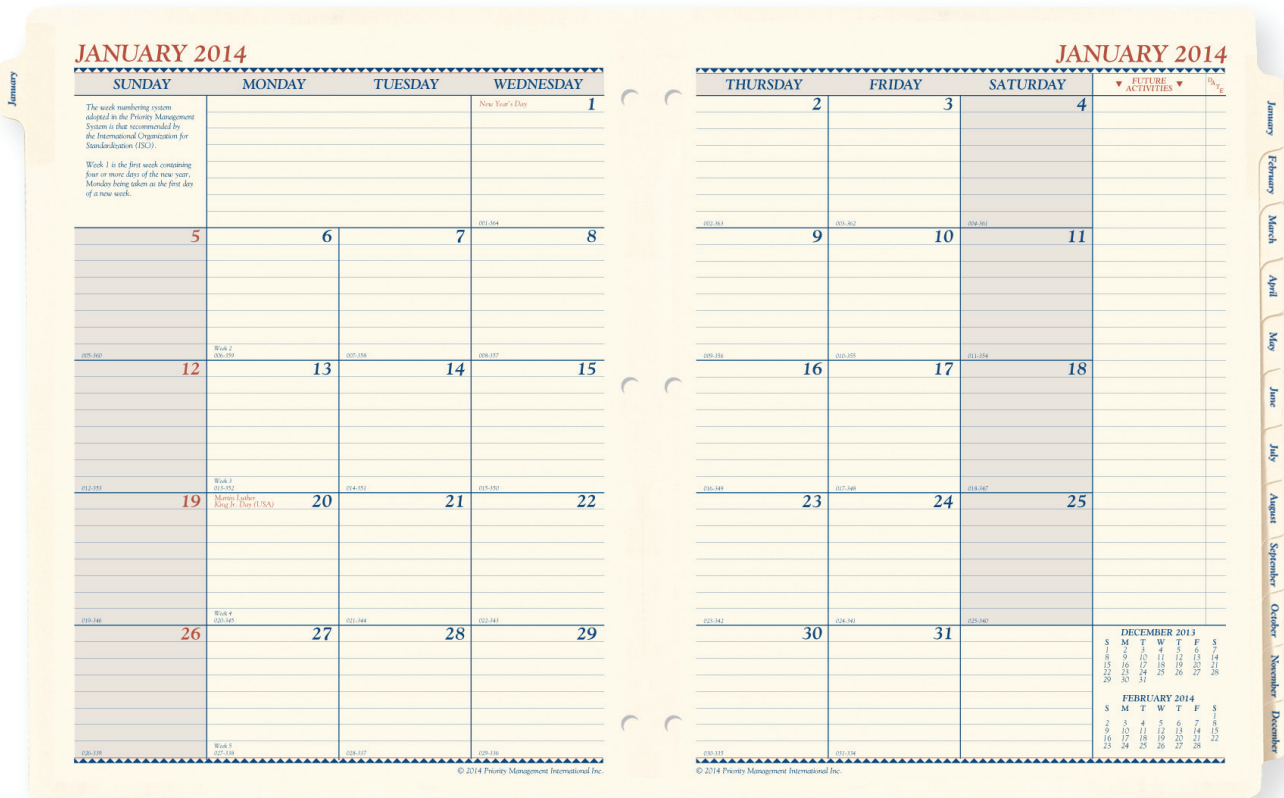 JANUARY 2014
SUNDAY MONDAY TUESDAY WEDNESDAY
The week numbering system
adopted in the Priority Management
System is that recommended by
the International Organization for
Standardization (ISO).
Week 1 is the first week containing
four or more days of the new year,
Monday being taken as the first day
of a new week.
New Year's Day 1
001-364
5 6 7 8
Week 2
005-360 006-359 007-358 008-357
12 13 14 15
Week 3
012-353 013-352 014-351 015-350
19 Martin Luther
King Jr. Day (USA) 20 21 22
Week 4
019-346 020-345 021-344 022-343
26 27 28 29
Week 5
026-339 027-338 028-337 029-336
© 2014 Priority Management International Inc.
JANUARY 2014
THURSDAY FRIDAY SATURDAY ▼ FUTURE ▼ DATE
ACTIVITIES
2 3 4
002-363 003-362 004-361
9 10 11
009-356 010-355 011-354
16 17 18
016-349 017-348 018-347
23 24 25
023-342 024-341 025-340
30 31
030-335 031-334
DECEMBER 2013
S M T W T F S
1 2 3 4 5 6 7
8 9 10 11 12 13 14
15 16 17 18 19 20 21
22 23 24 25 26 27 28
29 30 31
FEBRUARY 2014
S M T W T F S
1
2 3 4 5 6 7 8
9 10 11 12 13 14 15
16 17 18 19 20 21 22
23 24 25 26 27 28
© 2014 Priority Management International Inc.
January
January
February
March
April
May
June
July
August
September
October
November
December